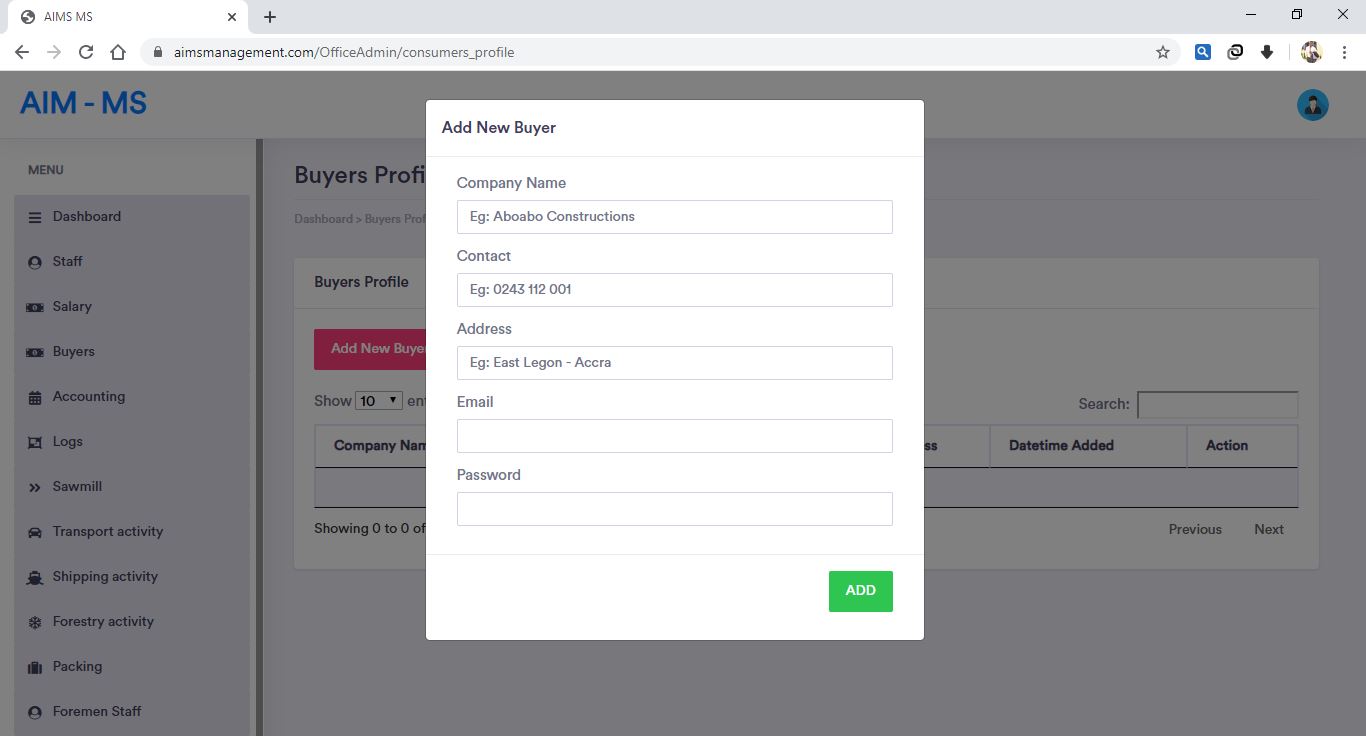 AIMS MS
aimsmanagement.com/OfficeAdmin/consumers_profile
AIM - MS
MENU
Dashboard
Staff
Salary
Buyers
Accounting
Logs
Sawmill
Transport activity
Shipping activity
Forestry activity
Packing
Foremen Staff
Buyers Profi
Dashboard > Buyers Prof
Buyers Profile
Add New Buye
Show 10 ent
Search:
Company Nam
ss
Datetime Added
Action
Showing 0 to 0 of
Previous
Next
Add New Buyer
Company Name
Eg: Aboabo Constructions
Contact
Eg: 0243 112 001
Address
Eg: East Legon - Accra
Email
Password
ADD